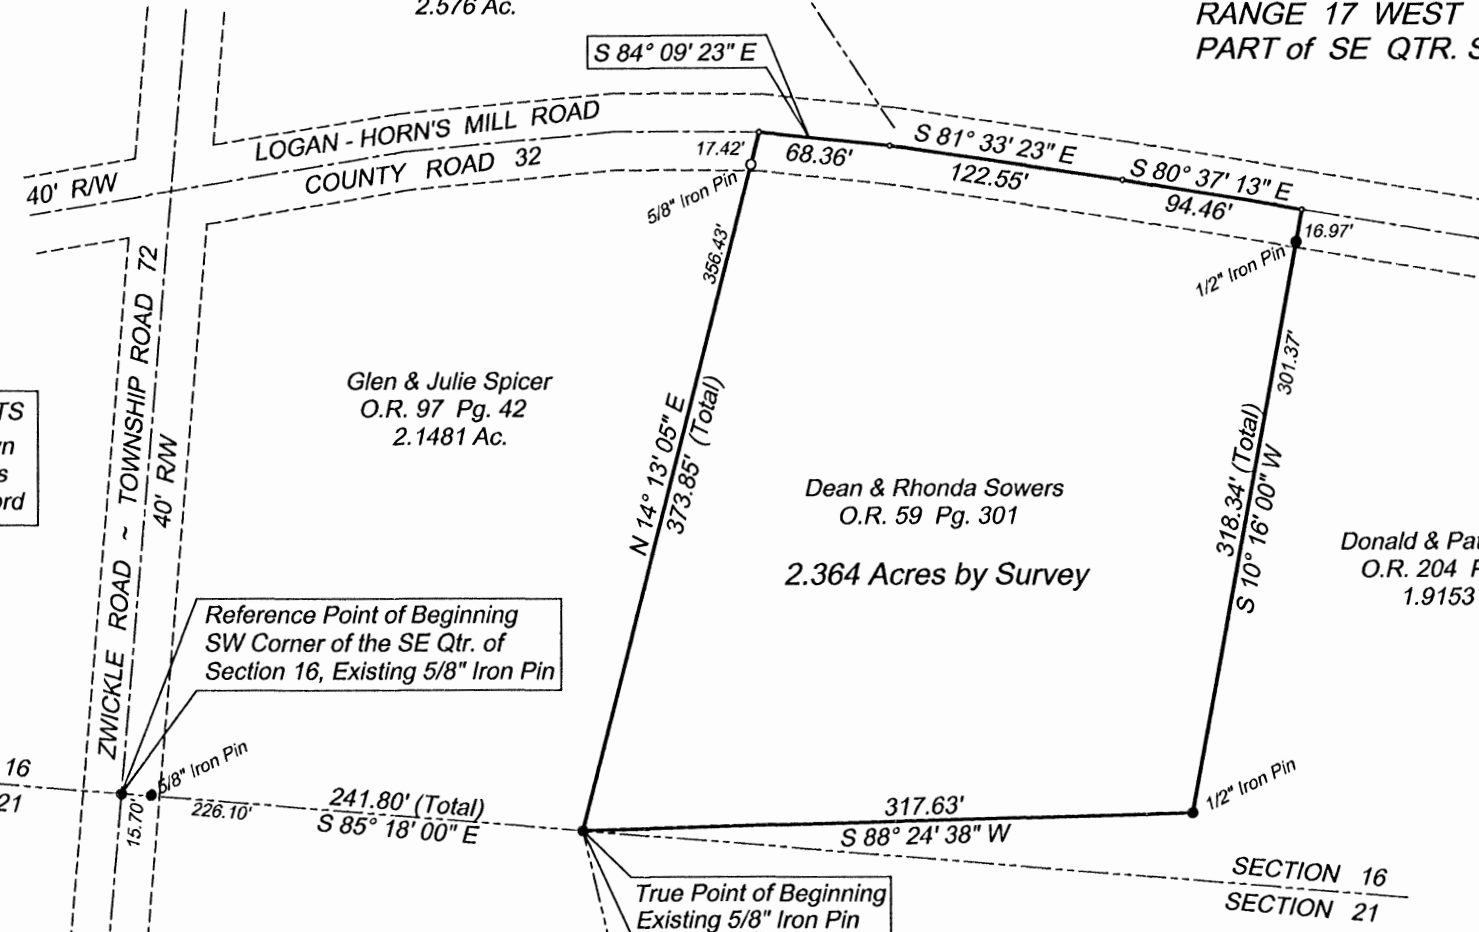 2.576 Ac.
RANGE 17 WEST
PART of SE QTR. S
S 84° 09' 23" E
LOGAN - HORN'S MILL ROAD
COUNTY ROAD 32
40' R/W
17.42'
68.36'
S 81° 33' 23" E
122.55'
S 80° 37' 13" E
94.46'
16.97'
5/8" Iron Pin
1/2" Iron Pin
356.43'
301.37'
ZWICKLE ROAD ~ TOWNSHIP ROAD 72
40' R/W
Glen & Julie Spicer
O.R. 97 Pg. 42
2.1481 Ac.
N 14° 13' 05" E
373.85' (Total)
Dean & Rhonda Sowers
O.R. 59 Pg. 301
2.364 Acres by Survey
318.34' (Total)
S 10° 16' 00" W
Donald & Pat
O.R. 204 P
1.9153
TS
n
s
ord
Reference Point of Beginning
SW Corner of the SE Qtr. of
Section 16, Existing 5/8" Iron Pin
16
21
5/8" Iron Pin
15.70'
226.10'
241.80' (Total)
S 85° 18' 00" E
317.63'
S 88° 24' 38" W
1/2" Iron Pin
SECTION 16
SECTION 21
True Point of Beginning
Existing 5/8" Iron Pin